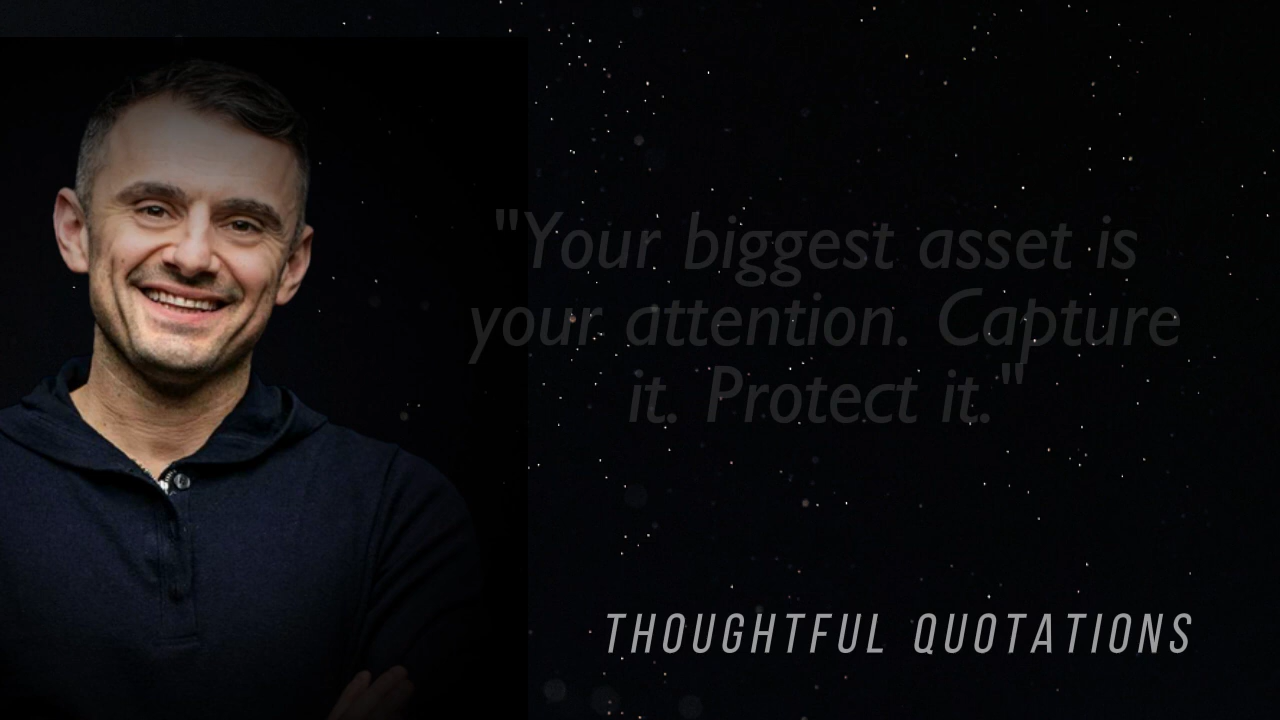 "Your biggest asset is
your attention. Capture
it. Protect it."
THOUGHTFUL QUOTATIONS